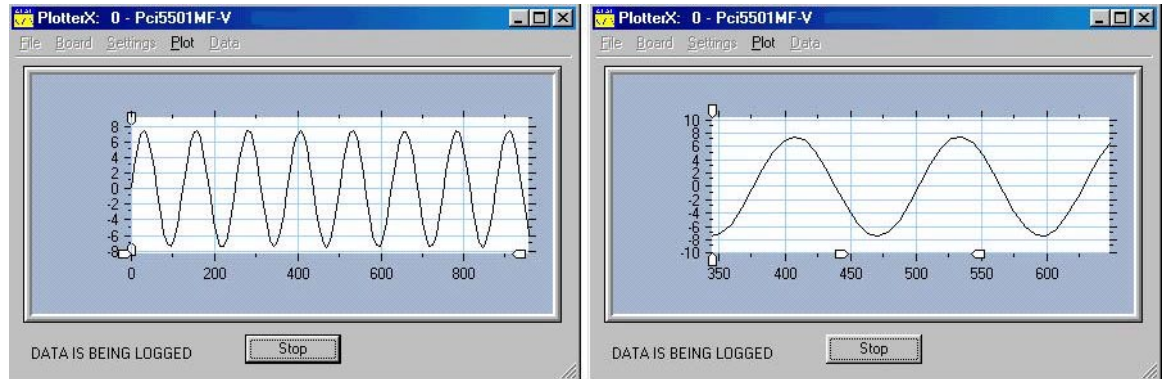 PlotterX: 0 - Pci5501MF-V
File Board Settings Plot Data
8
6
4
2
0
-2
-4
-6
-8
0 200 400 600 800
DATA IS BEING LOGGED Stop
PlotterX: 0 - Pci5501MF-V
File Board Settings Plot Data
10
8
6
4
2
0
-2
-4
-6
-8
-10
350 400 450 500 550 600
DATA IS BEING LOGGED Stop